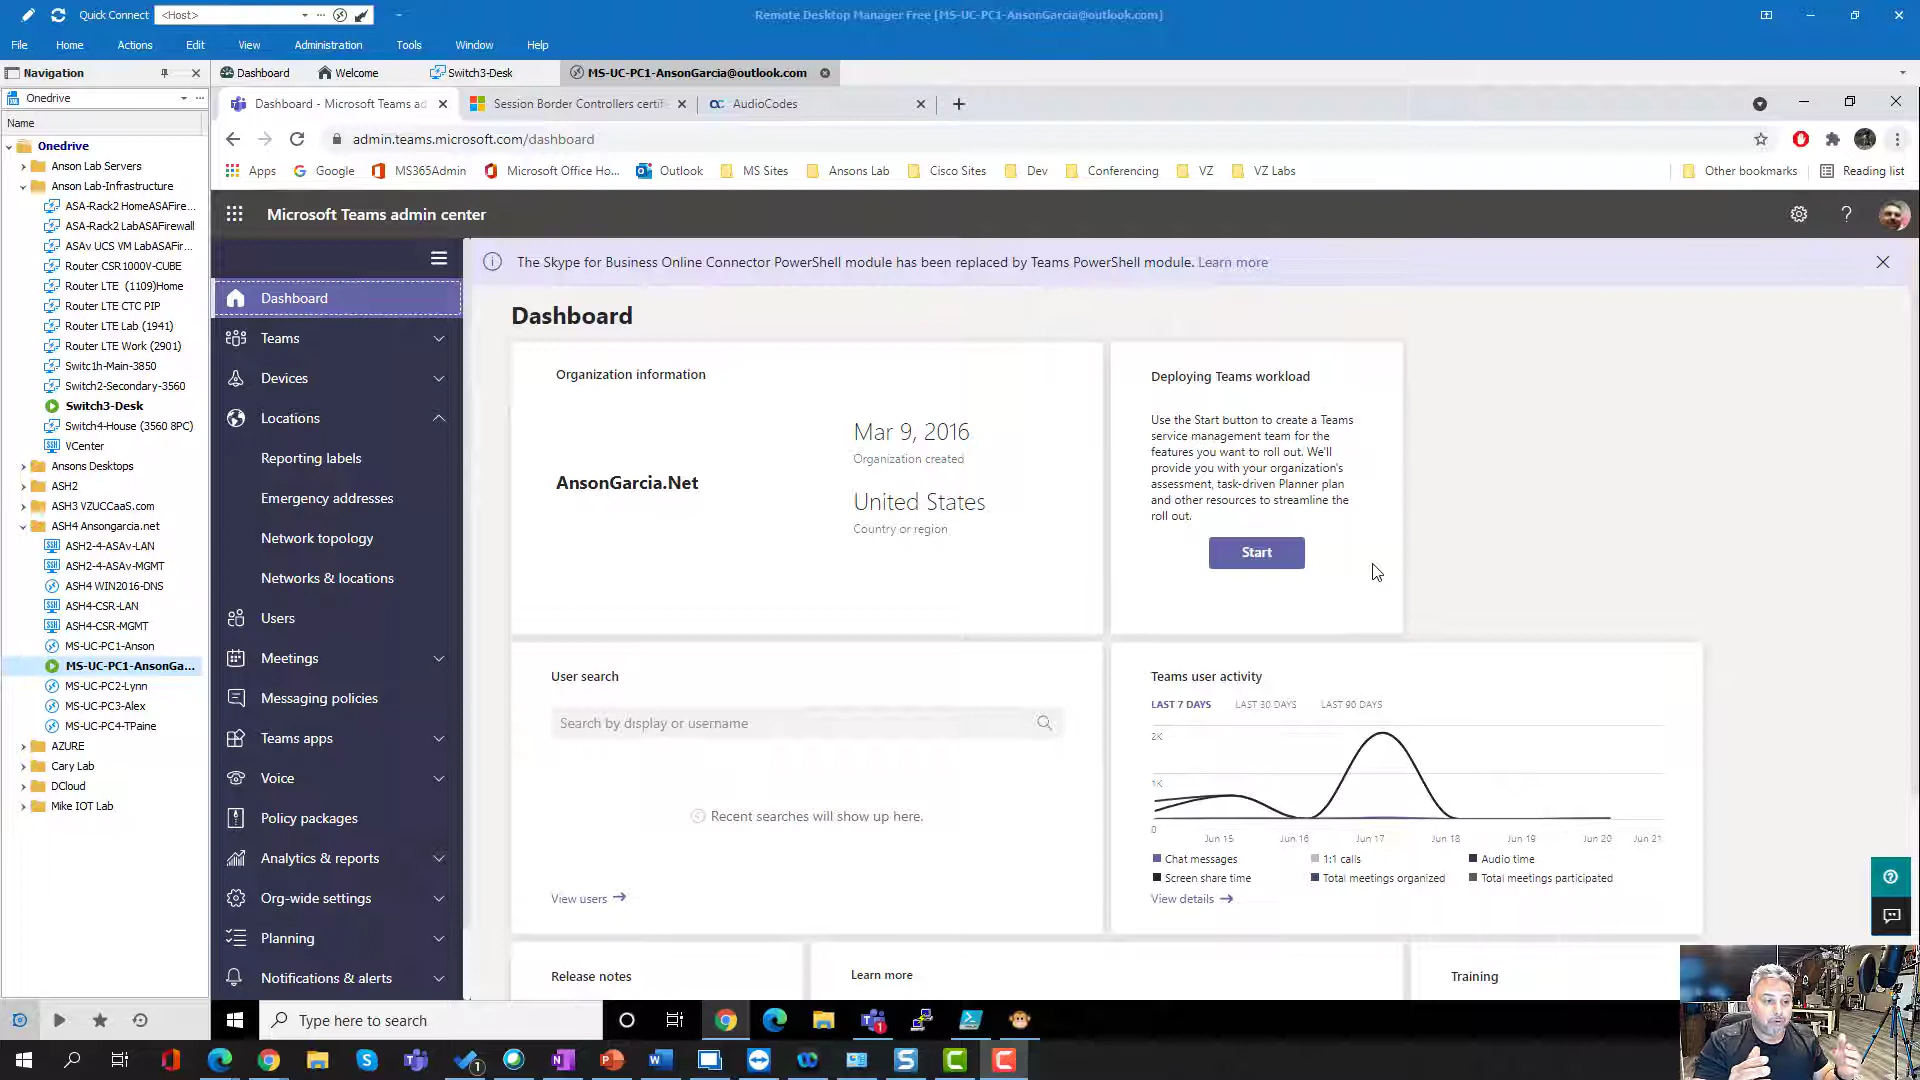 Quick Connect <Host>
Remote Desktop Manager Free [MS-UC-PC1-AnsonGarcia@outlook.com]
File Home Actions Edit View Administration Tools Window Help
Navigation
Dashboard Welcome Switch3-Desk MS-UC-PC1-AnsonGarcia@outlook.com
Onedrive
Name
Onedrive
Anson Lab Servers
Anson Lab-Infrastructure
ASA-Rack2 HomeASAFire...
ASA-Rack2 LabASAFirewall
ASAv UCS VM LabASAFir...
Router CSR1000V-CUBE
Router LTE (1109)Home
Router LTE CTC PIP
Router LTE Lab (1941)
Router LTE Work (2901)
Switc1h-Main-3850
Switch2-Secondary-3560
Switch3-Desk
Switch4-House (3560 8PC)
VCenter
Ansons Desktops
ASH2
ASH3 VZUCCaaS.com
ASH4 Ansongarcia.net
ASH2-4-ASAv-LAN
ASH2-4-ASAv-MGMT
ASH4 WIN2016-DNS
ASH4-CSR-LAN
ASH4-CSR-MGMT
MS-UC-PC1-Anson
MS-UC-PC1-AnsonGa...
MS-UC-PC2-Lynn
MS-UC-PC3-Alex
MS-UC-PC4-TPaine
AZURE
Cary Lab
DCloud
Mike IOT Lab
Dashboard - Microsoft Teams ad
Session Border Controllers certif
AudioCodes
admin.teams.microsoft.com/dashboard
Apps Google MS365Admin Microsoft Office Ho... Outlook MS Sites Ansons Lab Cisco Sites Dev Conferencing VZ VZ Labs Other bookmarks Reading list
Microsoft Teams admin center
The Skype for Business Online Connector PowerShell module has been replaced by Teams PowerShell module. Learn more
Dashboard
Teams
Devices
Locations
Reporting labels
Emergency addresses
Network topology
Networks & locations
Users
Meetings
Messaging policies
Teams apps
Voice
Policy packages
Analytics & reports
Org-wide settings
Planning
Notifications & alerts
Dashboard
Organization information
AnsonGarcia.Net
Mar 9, 2016
Organization created
United States
Country or region
Deploying Teams workload
Use the Start button to create a Teams
service management team for the
features you want to roll out. We'll
provide you with your organization's
assessment, task-driven Planner plan
and other resources to streamline the
roll out.
Start
User search
Search by display or username
Recent searches will show up here.
View users
Teams user activity
LAST 7 DAYS LAST 30 DAYS LAST 90 DAYS
2K
1K
0
Jun 15 Jun 16 Jun 17 Jun 18 Jun 19 Jun 20 Jun 21
Chat messages 1:1 calls Audio time
Screen share time Total meetings organized Total meetings participated
View details
Release notes
Learn more
Training
Type here to search
1
1